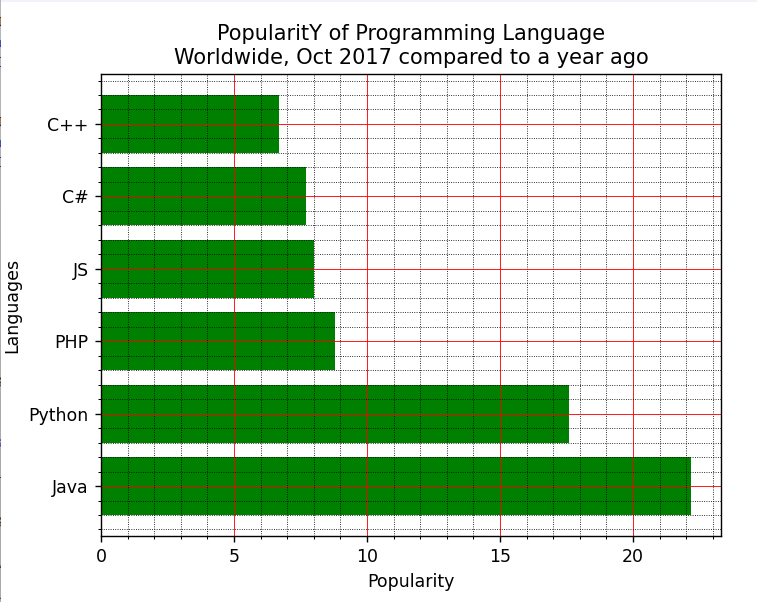 PopularitY of Programming Language
Worldwide, Oct 2017 compared to a year ago
Languages
C++
C#
JS
PHP
Python
Java
0 5 10 15 20
Popularity